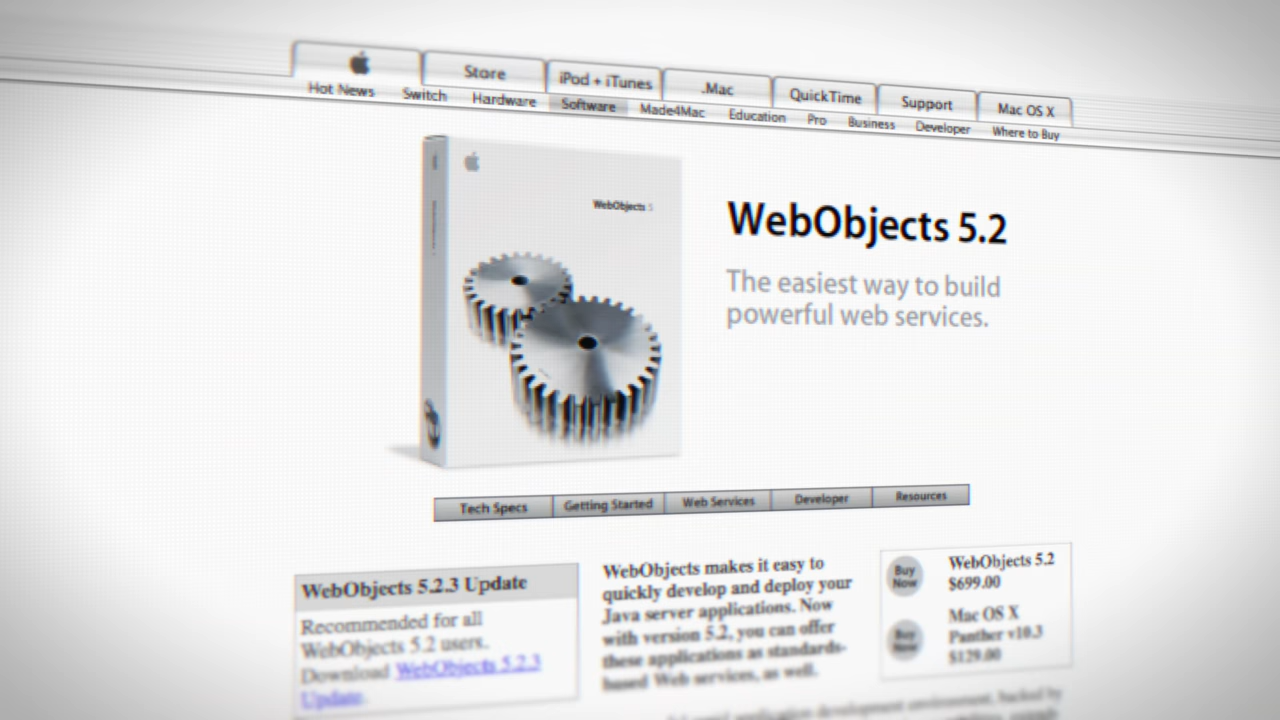 Store
iPod + iTunes
.Mac
QuickTime
Support
Mac OS X
Hot News
Switch
Hardware
Software
Made4Mac
Education
Pro
Business
Developer
Where to Buy
WebObjects 5
WebObjects 5.2
The easiest way to build
powerful web services.
Tech Specs
Getting Started
Web Services
Developer
Resources
WebObjects 5.2.3 Update
Recommended for all
WebObjects 5.2 users.
Download WebObjects 5.2.3
Update.
WebObjects makes it easy to
quickly develop and deploy your
Java server applications. Now
with version 5.2, you can offer
these applications as standards-
based Web services, as well.
Buy
Now
WebObjects 5.2
$699.00
Buy
Now
Mac OS X
Panther v10.3
$129.00
application development environment, backed by